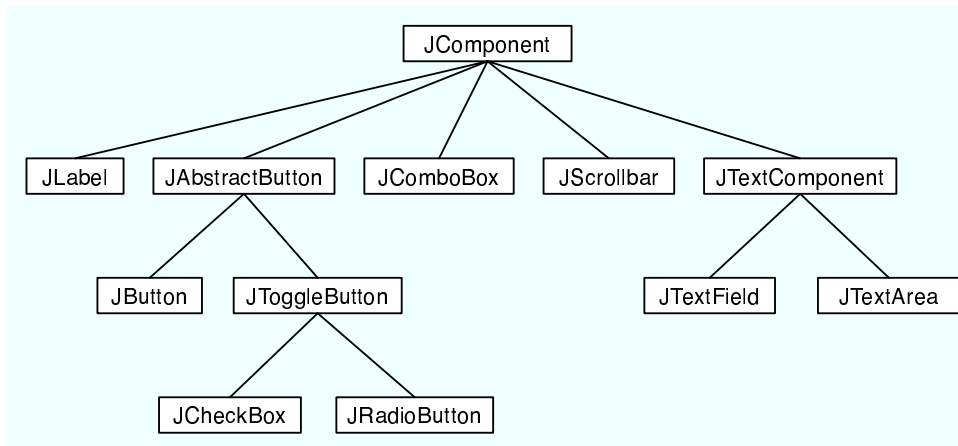 JComponent
JLabel
JAbstractButton
JComboBox
JScrollbar
JTextComponent
JButton
JToggleButton
JTextField
JTextArea
JCheckBox
JRadioButton